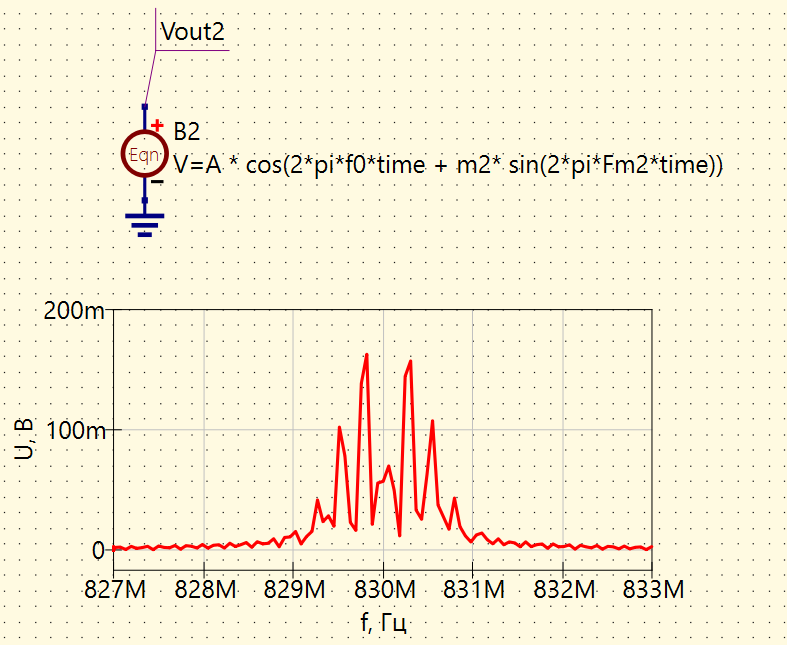 Vout2
B2
Eqn
V=A * cos(2*pi*f0*time + m2* sin(2*pi*Fm2*time))
200m
100m
0
U, В
827M 828M 829M 830M 831M 832M 833M
f, Гц